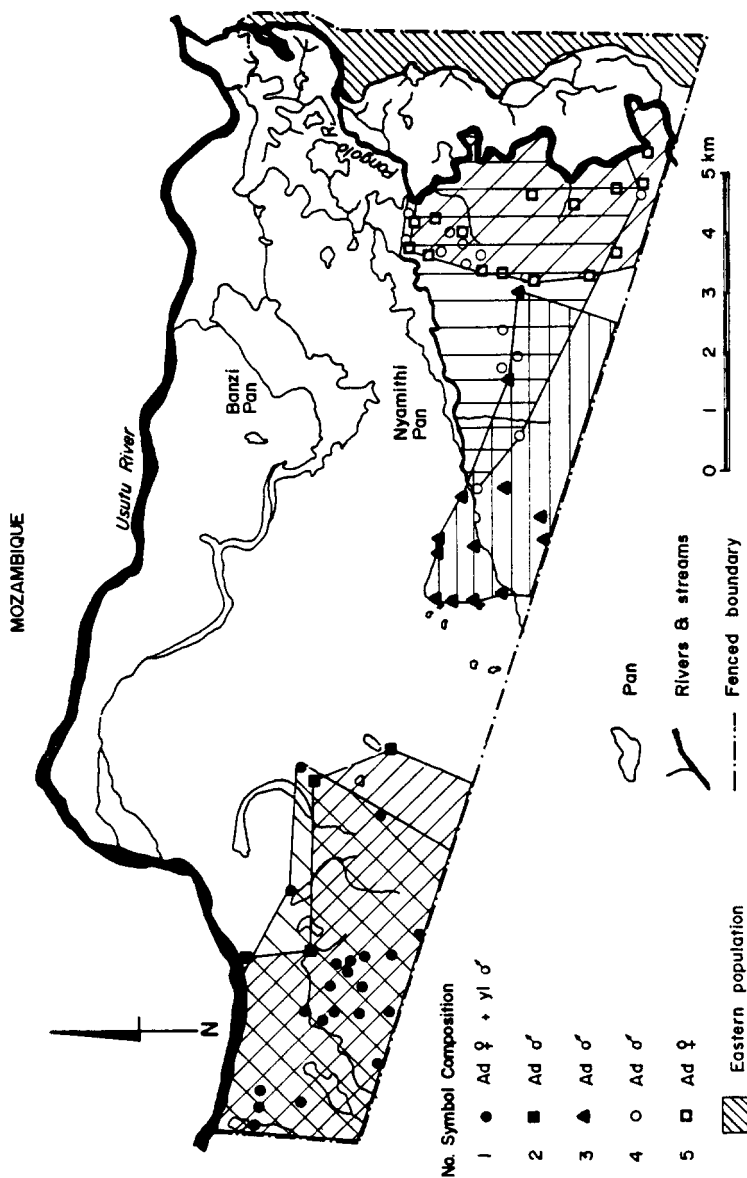 MOZAMBIQUE
Usutu River
Banzi
Pan
Nyamithi
Pan
Pongola R.
N
0 1 2 3 4 5 km
No. Symbol Composition
1 ● Ad ♀ + yl ♂
2 ■ Ad ♂
3 ▲ Ad ♂
4 ○ Ad ♂
5 □ Ad ♀
Eastern population
Pan
Rivers & streams
Fenced boundary